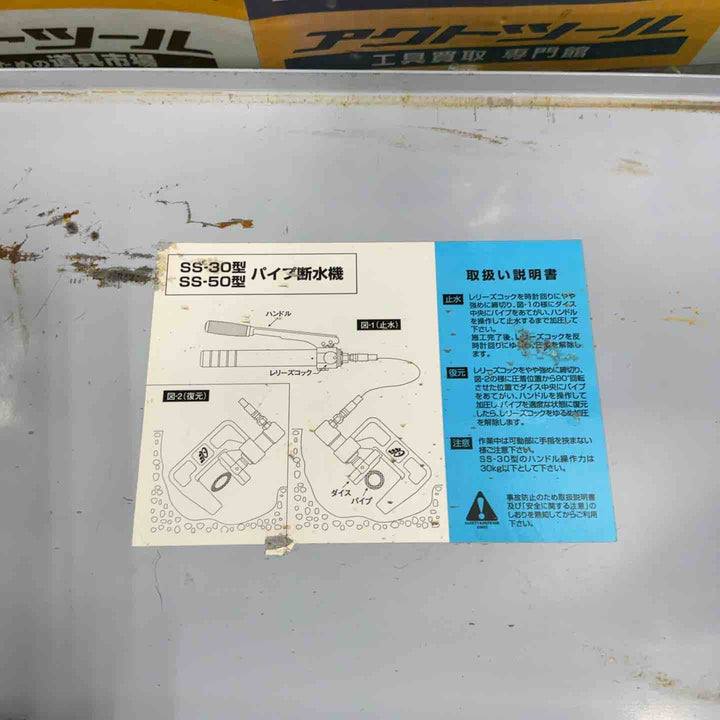 アクトツール
ための道具市場
アクトツール
工具買取 専門館
SS-30型
SS-50型
パイプ断水機
ハンドル
図-1(止水)
レリーズコック
図-2(復元)
ダイス
パイプ
取扱い説明書
止水
レリーズコックを時計回りにやや
強めに締切り、図-1の様にダイス
中央にパイプをあてがい、ハンドル
を操作して止水するまで加圧して
下さい。
施工完了後、レリーズコックを反
時計回りにゆるめ、圧を解除し
ます。
復元
レリーズコックをやや強めに締切り、
図-2の様に圧着位置から90°回転
させた位置でダイス中央にパイプ
をあてがい、ハンドルを操作して
加圧し、パイプを適度な状態に復元
したら、レリーズコックをゆるめ加圧
を解除します。
注意
作業中は可動部に手指を挟まない
様ご注意下さい。
SS-30型のハンドル操作力は
30kg以下として下さい。
事故防止のため取扱説明書
及び「安全に関する注意」の
しおりを熟知してからご利用
下さい。